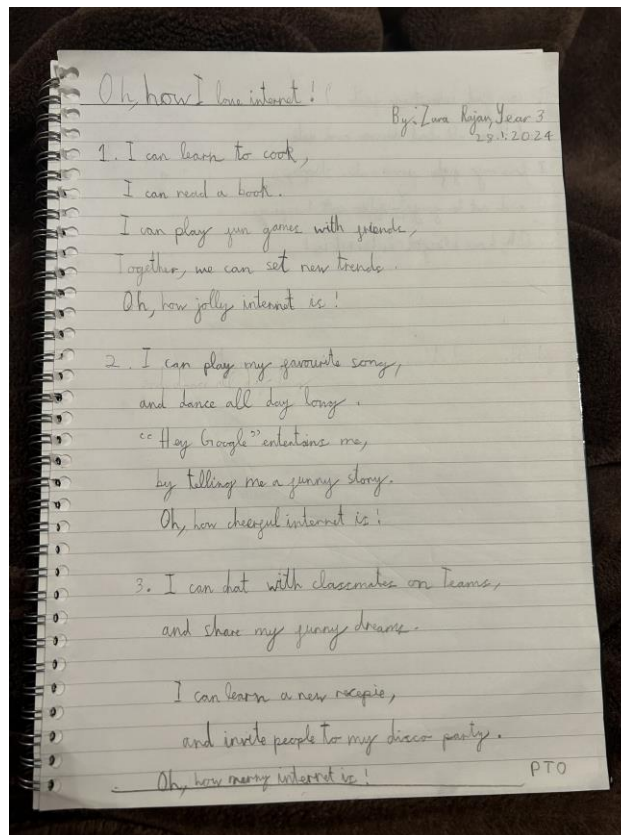 Oh, how I love internet!
By: Zara Rajan, Year 3
28.1.2024
1. I can learn to cook,
I can read a book.
I can play fun games with friends,
Together, we can set new trends.
Oh, how jolly internet is!
2. I can play my favourite song,
and dance all day long.
"Hey Google" entertains me,
by telling me a funny story.
Oh, how cheerful internet is!
3. I can chat with classmates on Teams,
and share my funny dreams.
I can learn a new recepie,
and invite people to my disco party.
Oh, how merry internet is!
PTO